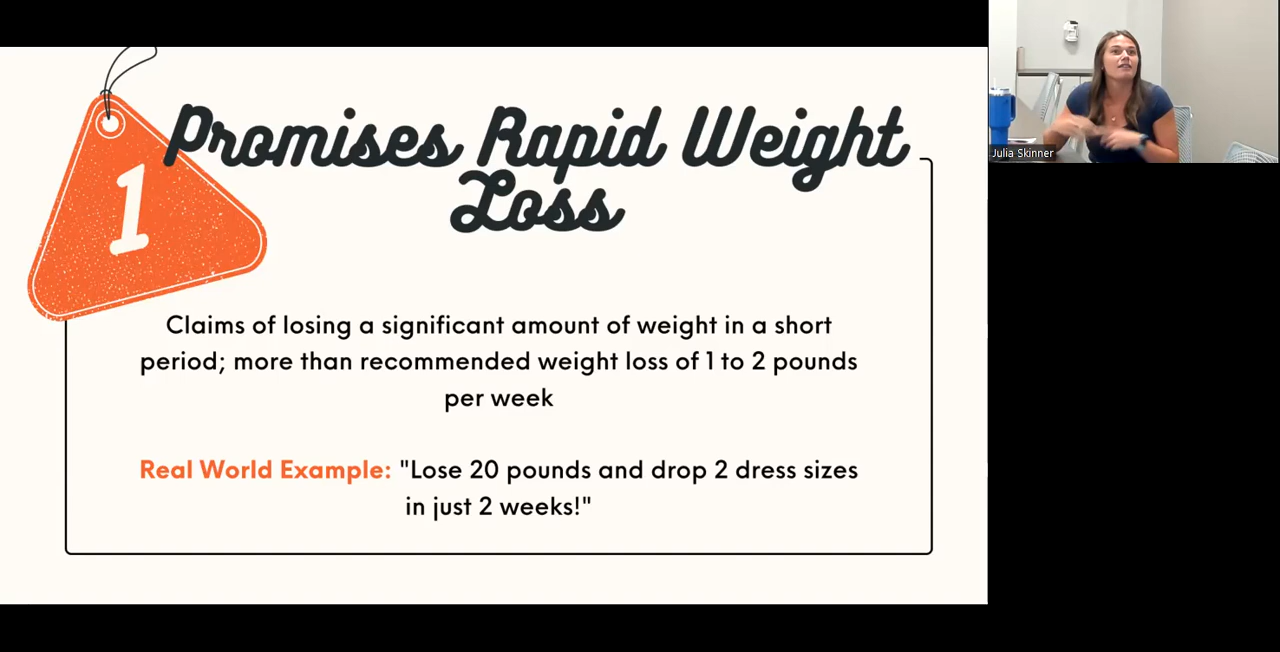 1
Promises Rapid Weight
Loss
Claims of losing a significant amount of weight in a short
period; more than recommended weight loss of 1 to 2 pounds
per week
Real World Example: "Lose 20 pounds and drop 2 dress sizes
in just 2 weeks!"
Julia Skinner